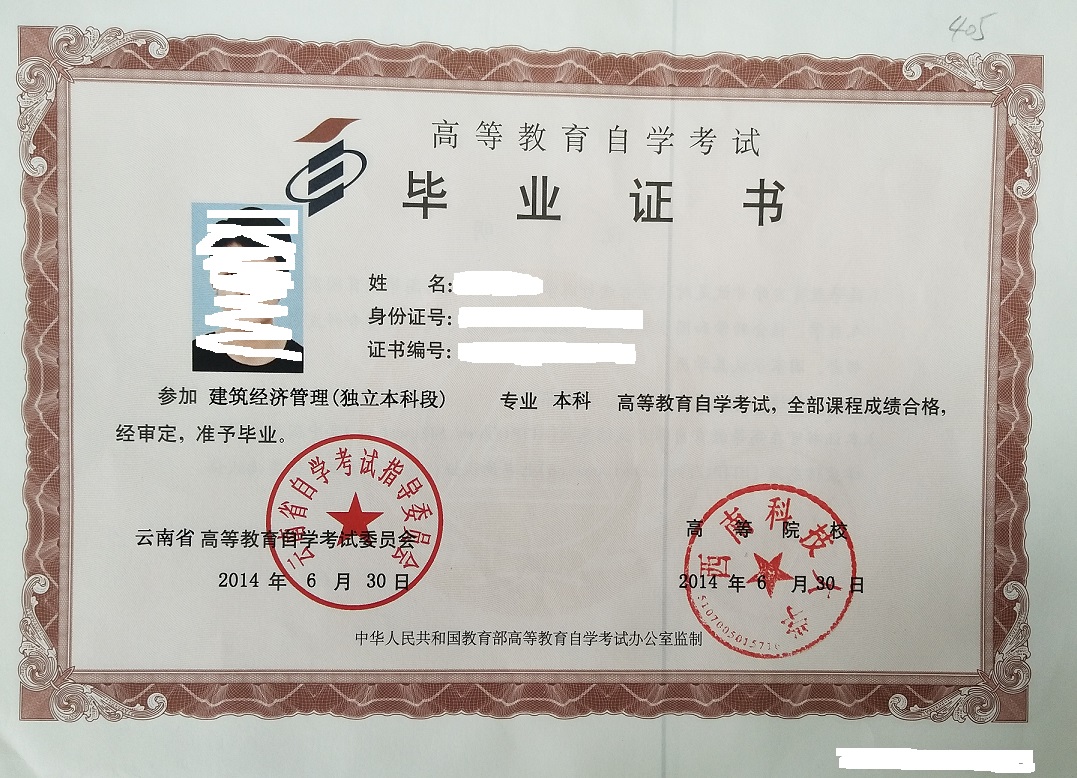 405
高等教育自学考试
毕业证书
姓 名:
身份证号:
证书编号:
参加 建筑经济管理(独立本科段) 专业 本科 高等教育自学考试, 全部课程成绩合格,
经审定, 准予毕业。
云南省自学考试指导委员会
云南省 高等教育自学考试委员会
2014 年 6 月 30 日
西南科技大学
高等院校
2014 年 6 月 30 日
中华人民共和国教育部高等教育自学考试办公室监制